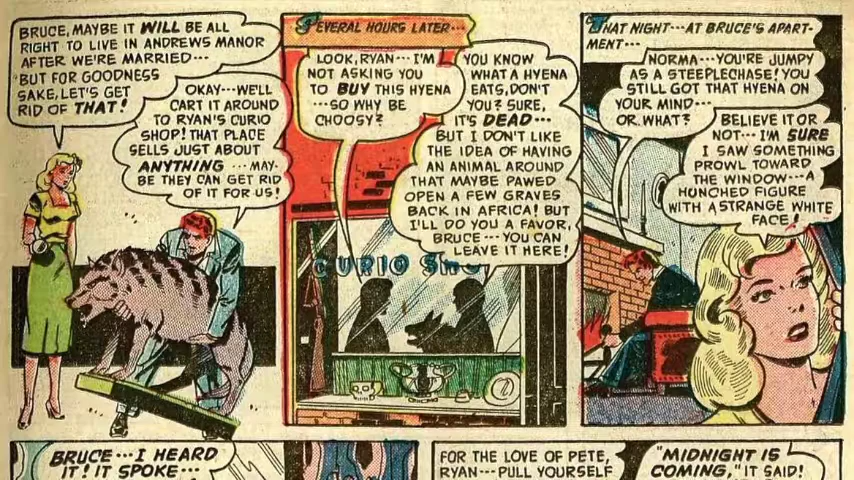 BRUCE, MAYBE IT WILL BE ALL
RIGHT TO LIVE IN ANDREWS MANOR
AFTER WE'RE MARRIED---
BUT FOR GOODNESS
SAKE, LET'S GET
RID OF THAT!
OKAY---WE'LL
CART IT AROUND
TO RYAN'S CURIO
SHOP! THAT PLACE
SELLS JUST ABOUT
ANYTHING---MAY-
BE THEY CAN GET RID
OF IT FOR US!
SEVERAL HOURS LATER---
LOOK, RYAN---I'M
NOT ASKING YOU
TO BUY THIS HYENA
---SO WHY BE
CHOOSY?
YOU KNOW
WHAT A HYENA
EATS, DON'T
YOU? SURE,
IT'S DEAD---
BUT I DON'T LIKE
THE IDEA OF HAVING
AN ANIMAL AROUND
THAT MAYBE PAWED
OPEN A FEW GRAVES
BACK IN AFRICA! BUT
I'LL DO YOU A FAVOR,
BRUCE---YOU CAN
LEAVE IT HERE!
CURIO SHO
THAT NIGHT---AT BRUCE'S APART-
MENT---
NORMA---YOU'RE JUMPY
AS A STEEPLECHASE! YOU
STILL GOT THAT HYENA ON
YOUR MIND---
OR WHAT?
BELIEVE IT OR
NOT---I'M SURE
I SAW SOMETHING
PROWL TOWARD
THE WINDOW---A
HUNCHED FIGURE
WITH A STRANGE WHITE
FACE!
BRUCE---I HEARD
IT! IT SPOKE---
FOR THE LOVE OF PETE,
RYAN---PULL YOURSELF
"MIDNIGHT IS
COMING," IT SAID!